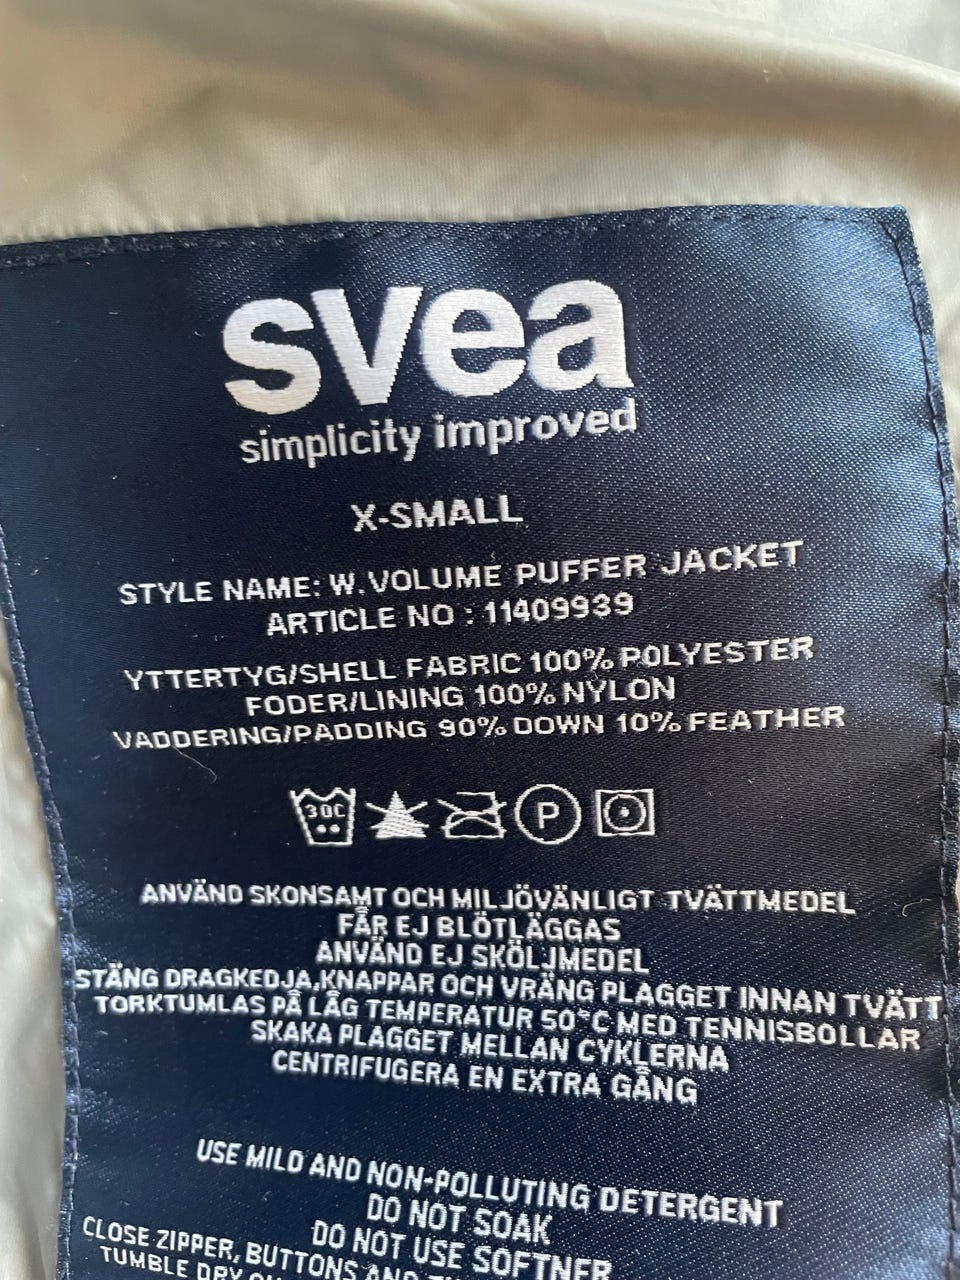 svea
simplicity improved
X-SMALL
STYLE NAME: W. VOLUME PUFFER JACKET
ARTICLE NO : 11409939
YTTERTYG/SHELL FABRIC 100% POLYESTER
FODER/LINING 100% NYLON
VADDERING/PADDING 90% DOWN 10% FEATHER
30C P
ANVÄND SKONSAMT OCH MILJÖVÄNLIGT TVÄTTMEDEL
FÅR EJ BLÖTLÄGGAS
ANVÄND EJ SKÖLJMEDEL
STÄNG DRAGKEDJA,KNAPPAR OCH VRÄNG PLAGGET INNAN TVÄTT
TORKTUMLAS PÅ LÅG TEMPERATUR 50°C MED TENNISBOLLAR
SKAKA PLAGGET MELLAN CYKLERNA
CENTRIFUGERA EN EXTRA GÅNG
USE MILD AND NON-POLLUTING DETERGENT
DO NOT SOAK
DO NOT USE SOFTNER
CLOSE ZIPPER, BUTTONS AND
TUMBLE DRY